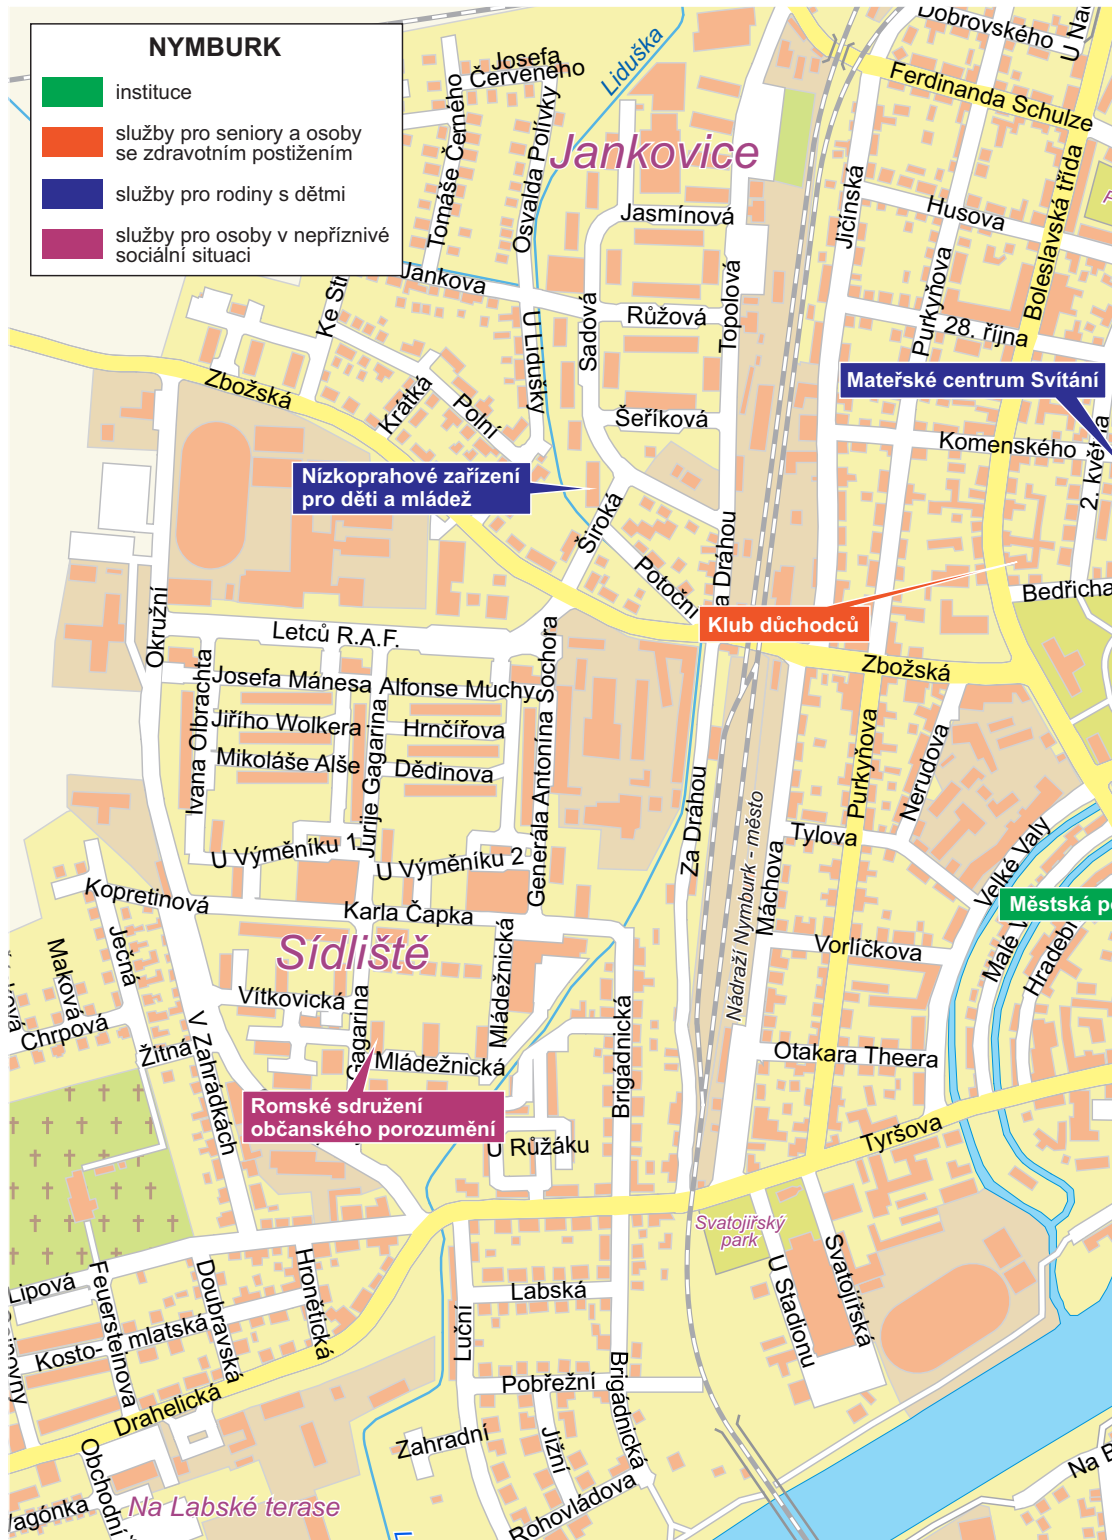 NYMBURK
instituce
služby pro seniory a osoby
se zdravotním postižením
služby pro rodiny s dětmi
služby pro osoby v nepříznivé
sociální situaci
Josefa
Červeného
Liduška
Dobrovského
Ferdinanda Schulze
Jankovice
Tomáše Černého
Osvalda Polívky
Jasmínová
Jičínská
Husova
Boleslavská třída
Jankova
Růžová
Topolová
Sadová
Purkyňova
28. října
U Lidušky
Zbožská
Krátká
Polní
Šeříková
Mateřské centrum Svítání
Komenského
2. května
Nízkoprahové zařízení
pro děti a mládež
Široká
Potoční
Bedřicha
Klub důchodců
Zbožská
Okružní
Letců R.A.F.
Josefa Mánesa
Alfonse Muchy
Jiřího Wolkera
Hrnčířova
Mikoláše Alše
Dědinova
Ivana Olbrachta
Jurije Gagarina
Generála Antonína Sochora
U Výměníku 1
U Výměníku 2
Za Dráhou
Nádraží Nymburk - město
Máchova
Purkyňova
Nerudova
Tylova
Velké Valy
Městská
Malé
Vorlíčkova
Kopretinová
Karla Čapka
Sídliště
Ječná
Maková
Chrpová
Žitná
V Zahrádkách
Vítkovická
Gagarina
Mládežnická
Mládežnická
Brigádnická
Otakara Theera
Romské sdružení
občanského porozumění
U Růžáku
Tyršova
Svatojiřský
park
U Stadionu
Svatojiřská
Lipová
Feuersteinova
Doubravská
Hronětická
Kosto-
mlatská
Labská
Luční
Pobřežní
Brigádnická
Drahelická
Zahradní
Jižní
Rohovládova
Obchodní
Na Labské terase